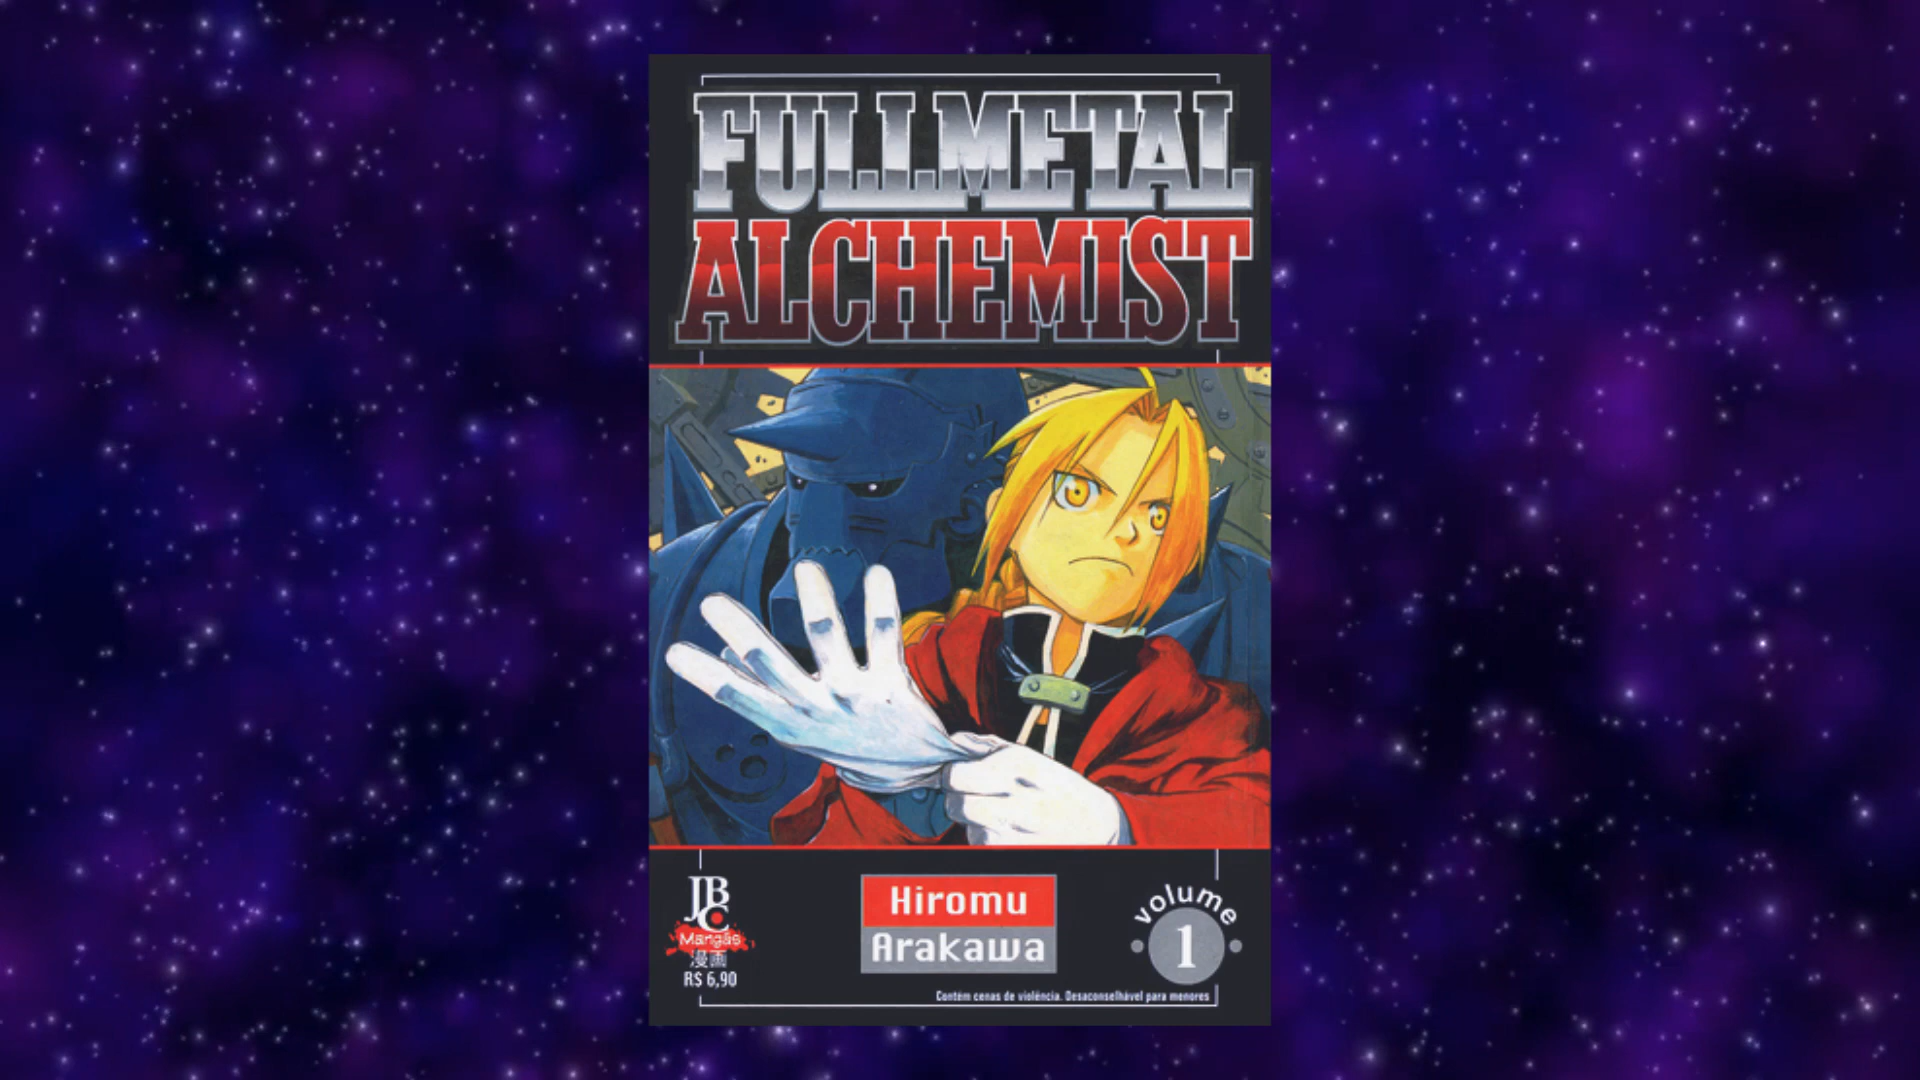 FULLMETAL
ALCHEMIST
JBC
Mangás
漫画
R$ 6,90
Hiromu
Arakawa
volume
1
Contém cenas de violência. Desaconselhável para menores